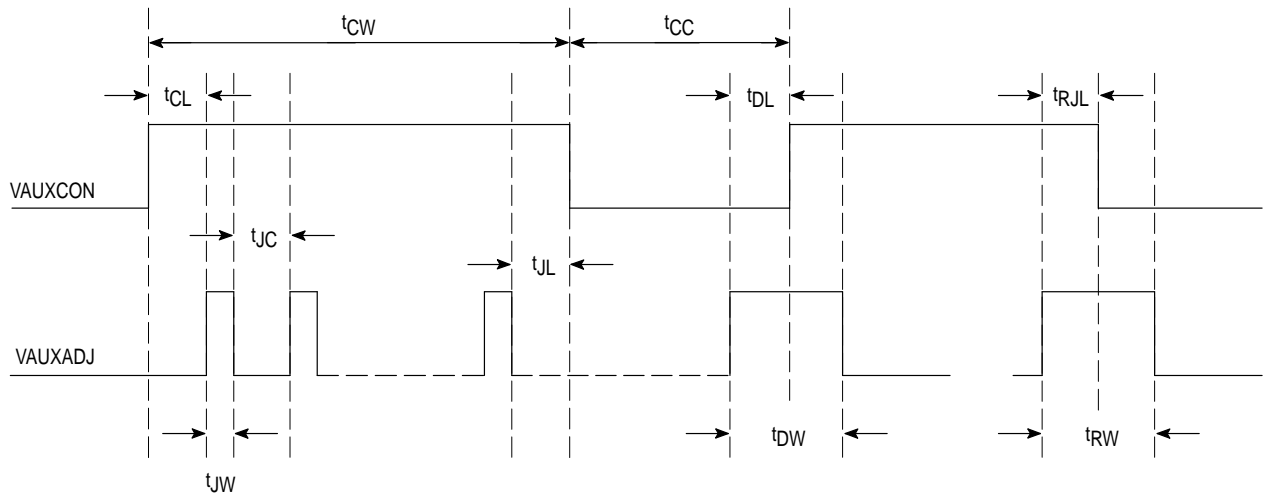 tCW
tCC
tCL
tDL
tRJL
VAUXCON
tJC
tJL
VAUXADJ
tDW
tRW
tJW